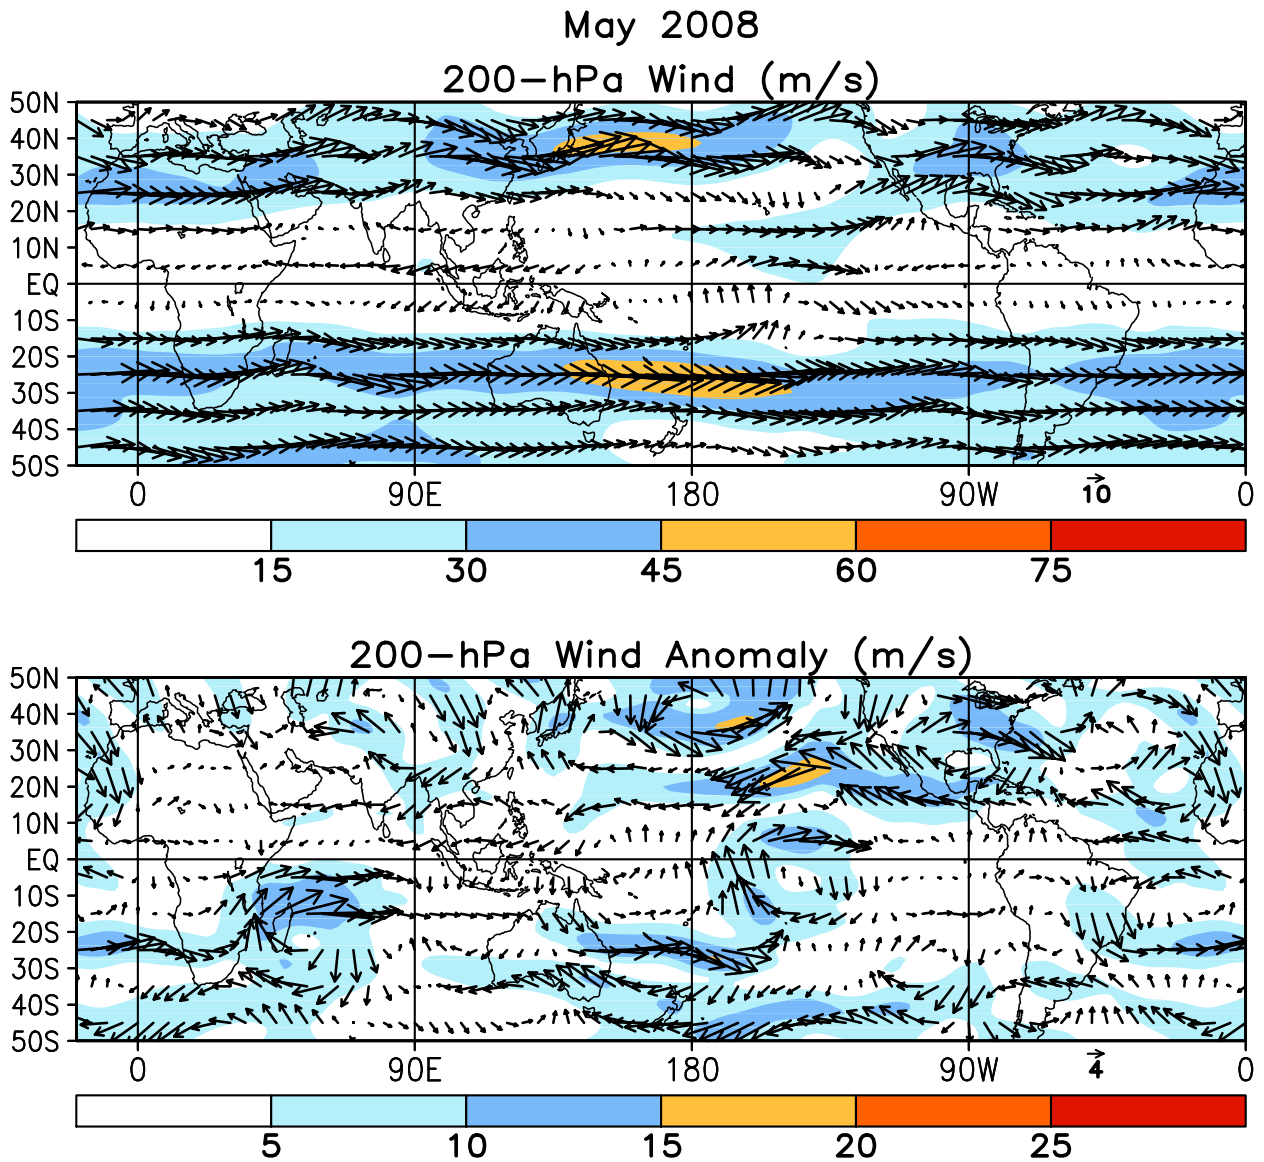 May 2008
200-hPa Wind (m/s)
50N
40N
30N
20N
10N
EQ
10S
20S
30S
40S
50S
0 90E 180 90W 10 0
15 30 45 60 75
200-hPa Wind Anomaly (m/s)
50N
40N
30N
20N
10N
EQ
10S
20S
30S
40S
50S
0 90E 180 90W 4 0
5 10 15 20 25